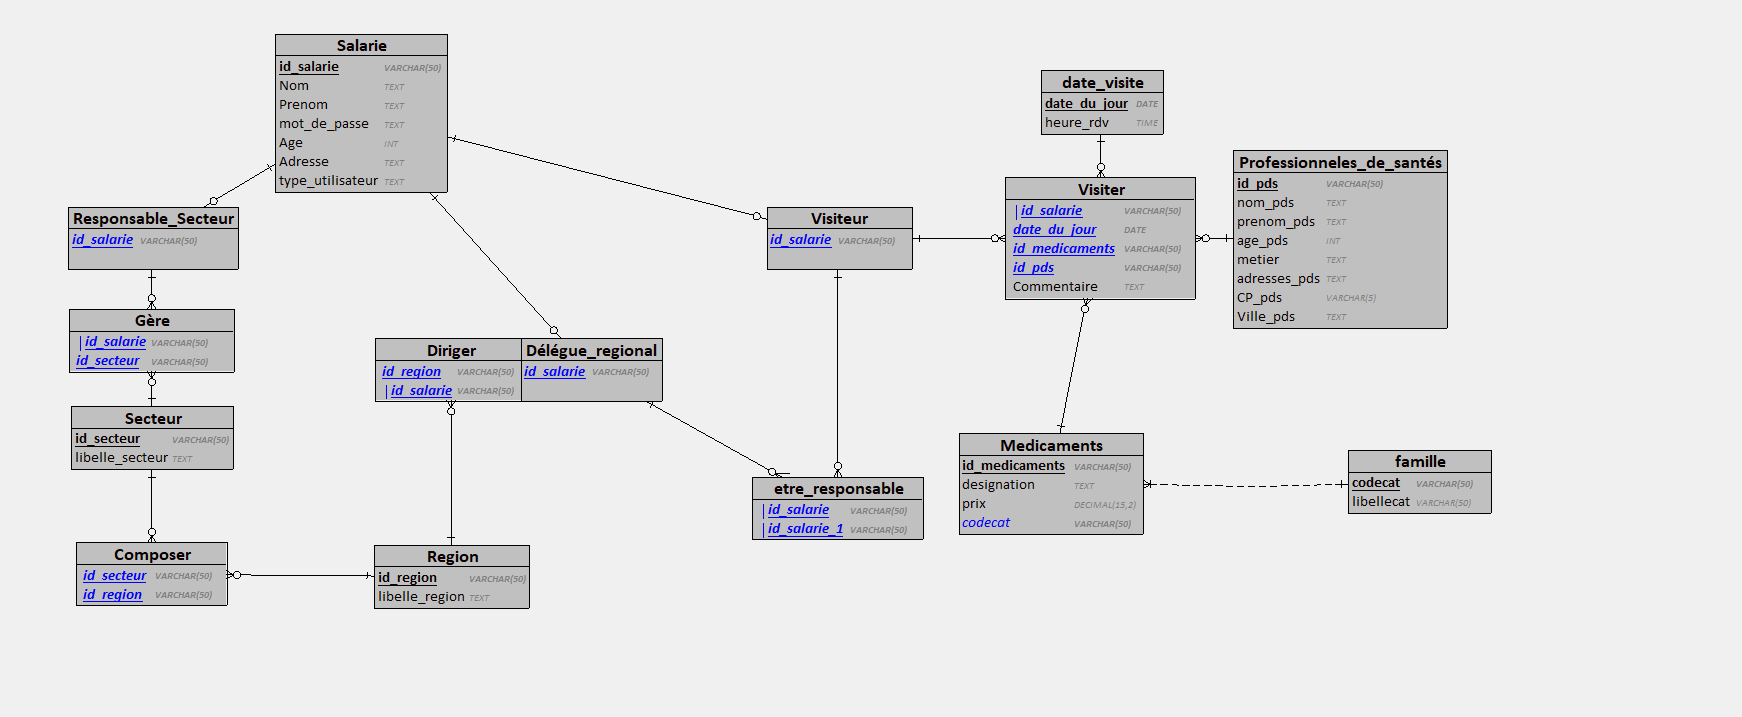 Salarie
id_salarie VARCHAR(50)
Nom TEXT
Prenom TEXT
mot_de_passe TEXT
Age INT
Adresse TEXT
type_utilisateur TEXT
date_visite
date_du_jour DATE
heure_rdv TIME
Professionneles_de_santés
id_pds VARCHAR(50)
nom_pds TEXT
prenom_pds TEXT
age_pds INT
metier TEXT
adresses_pds TEXT
CP_pds VARCHAR(5)
Ville_pds TEXT
Visiter
id_salarie VARCHAR(50)
date_du_jour DATE
id_medicaments VARCHAR(50)
id_pds VARCHAR(50)
Commentaire TEXT
Responsable_Secteur
id_salarie VARCHAR(50)
Visiteur
id_salarie VARCHAR(50)
Gère
id_salarie VARCHAR(50)
id_secteur VARCHAR(50)
Diriger
id_region VARCHAR(50)
id_salarie VARCHAR(50)
Délégue_regional
id_salarie VARCHAR(50)
Secteur
id_secteur VARCHAR(50)
libelle_secteur TEXT
Medicaments
id_medicaments VARCHAR(50)
designation TEXT
prix DECIMAL(15,2)
codecat VARCHAR(50)
famille
codecat VARCHAR(50)
libellecat VARCHAR(50)
etre_responsable
id_salarie VARCHAR(50)
id_salarie_1 VARCHAR(50)
Composer
id_secteur VARCHAR(50)
id_region VARCHAR(50)
Region
id_region VARCHAR(50)
libelle_region TEXT